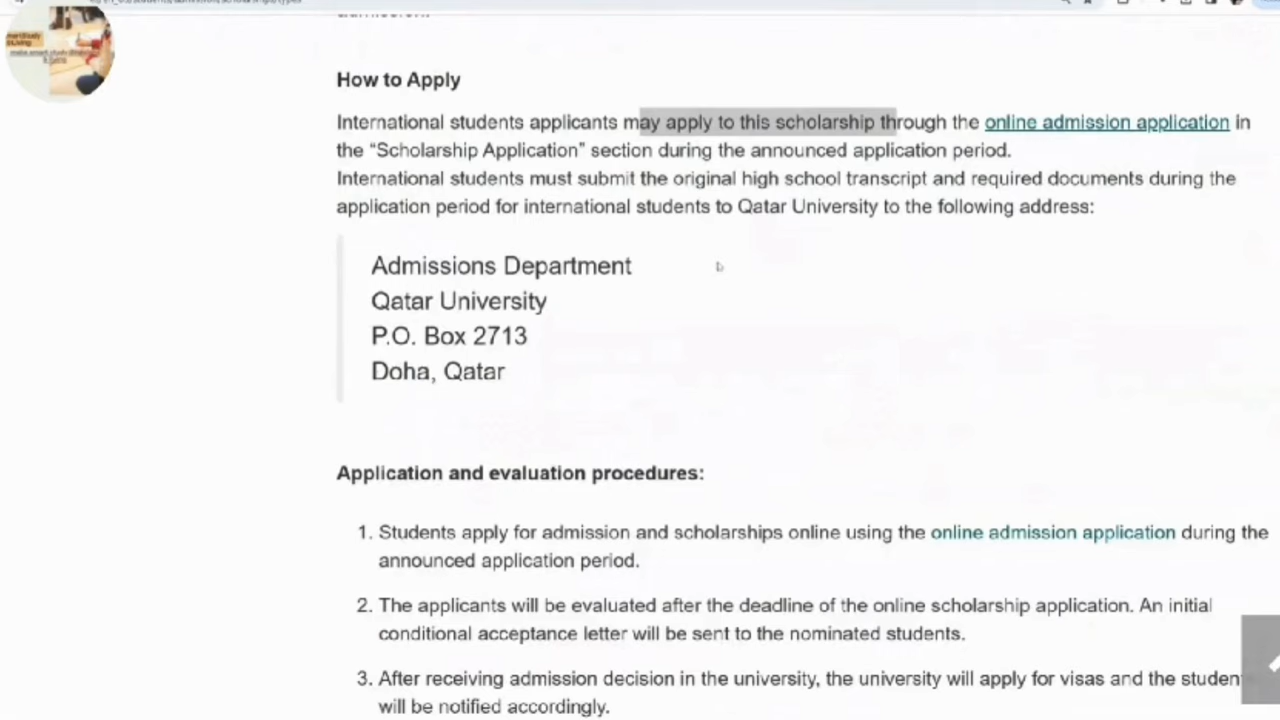 How to Apply
International students applicants may apply to this scholarship through the online admission application in
the “Scholarship Application” section during the announced application period.
International students must submit the original high school transcript and required documents during the
application period for international students to Qatar University to the following address:
Admissions Department
Qatar University
P.O. Box 2713
Doha, Qatar
Application and evaluation procedures:
1. Students apply for admission and scholarships online using the online admission application during the
announced application period.
2. The applicants will be evaluated after the deadline of the online scholarship application. An initial
conditional acceptance letter will be sent to the nominated students.
3. After receiving admission decision in the university, the university will apply for visas and the studen
will be notified accordingly.